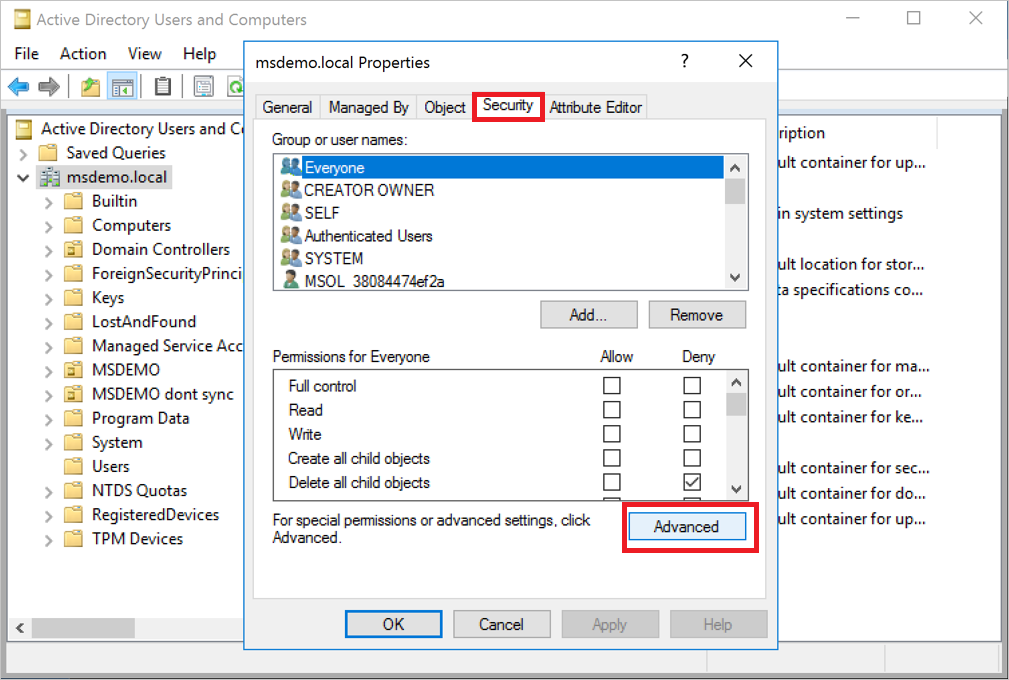 Active Directory Users and Computers
File Action View Help
Active Directory Users and Co
Saved Queries
msdemo.local
Builtin
Computers
Domain Controllers
ForeignSecurityPrinci
Keys
LostAndFound
Managed Service Acc
MSDEMO
MSDEMO dont sync
Program Data
System
Users
NTDS Quotas
RegisteredDevices
TPM Devices
msdemo.local Properties
?
General Managed By Object Security Attribute Editor
Group or user names:
Everyone
CREATOR OWNER
SELF
Authenticated Users
SYSTEM
MSOL_38084474ef2a
Add... Remove
Permissions for Everyone Allow Deny
Full control
Read
Write
Create all child objects
Delete all child objects
For special permissions or advanced settings, click
Advanced.
Advanced
OK Cancel Apply Help
ription
ult container for up...
in system settings
ult location for stor...
ta specifications co...
ult container for ma...
ult container for or...
ult container for ke...
ult container for sec...
ult container for do...
ult container for up...